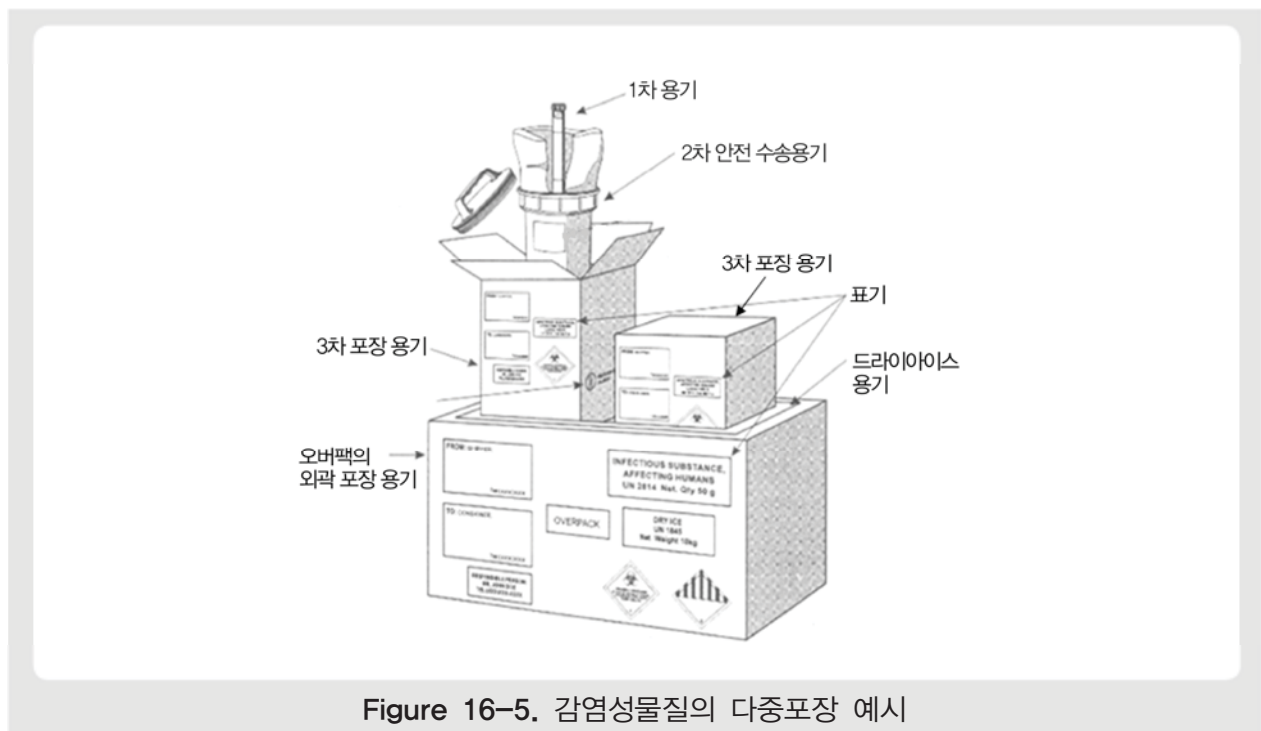 1차 용기
2차 안전 수송용기
3차 포장 용기
표기
3차 포장 용기
드라이아이스
용기
오버팩의
외곽 포장 용기
FROM
INFECTIOUS SUBSTANCE,
AFFECTING HUMANS
UN 2814 Net. Qty 50 g
TO
OVERPACK
DRY ICE
UN 1845
Net. Weight 10kg
Figure 16-5. 감염성물질의 다중포장 예시